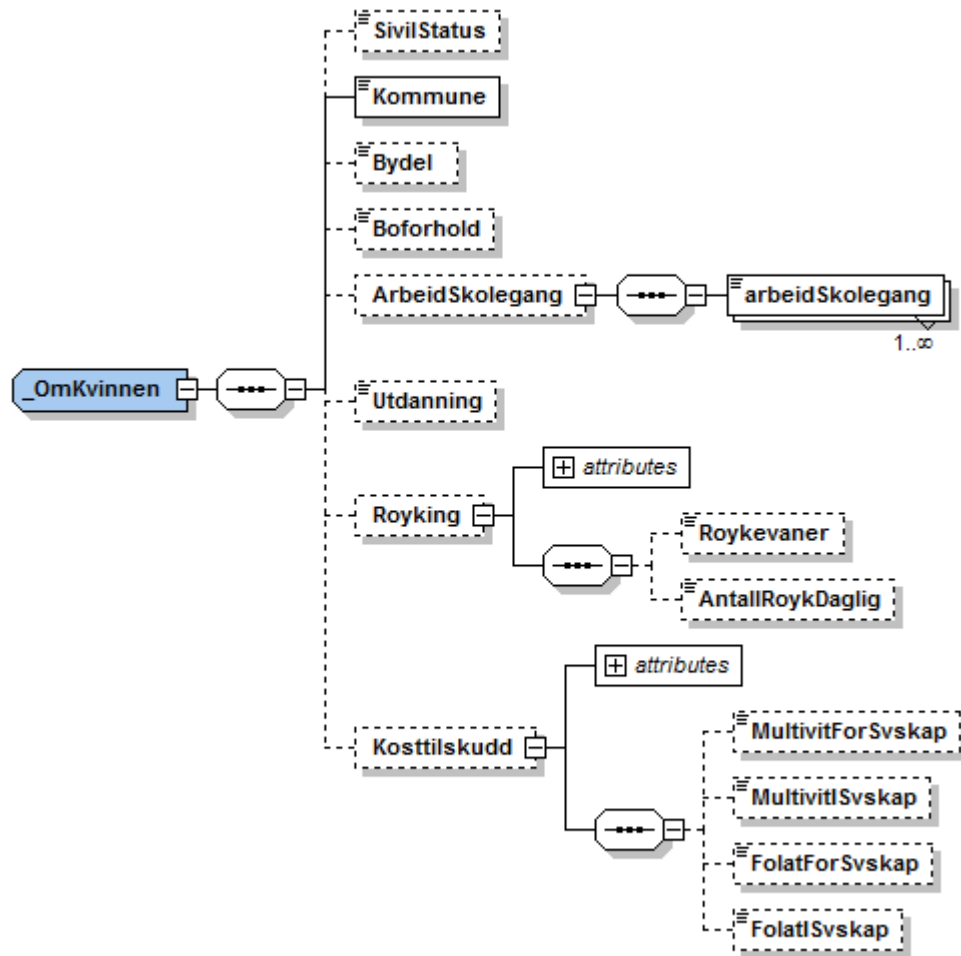 SivilStatus
Kommune
Bydel
Boforhold
ArbeidSkolegang
arbeidSkolegang
1..∞
_OmKvinnen
Utdanning
attributes
Royking
Roykevaner
AntallRoykDaglig
attributes
Kosttilskudd
MultivitForSvskap
MultivitISvskap
FolatForSvskap
FolatISvskap